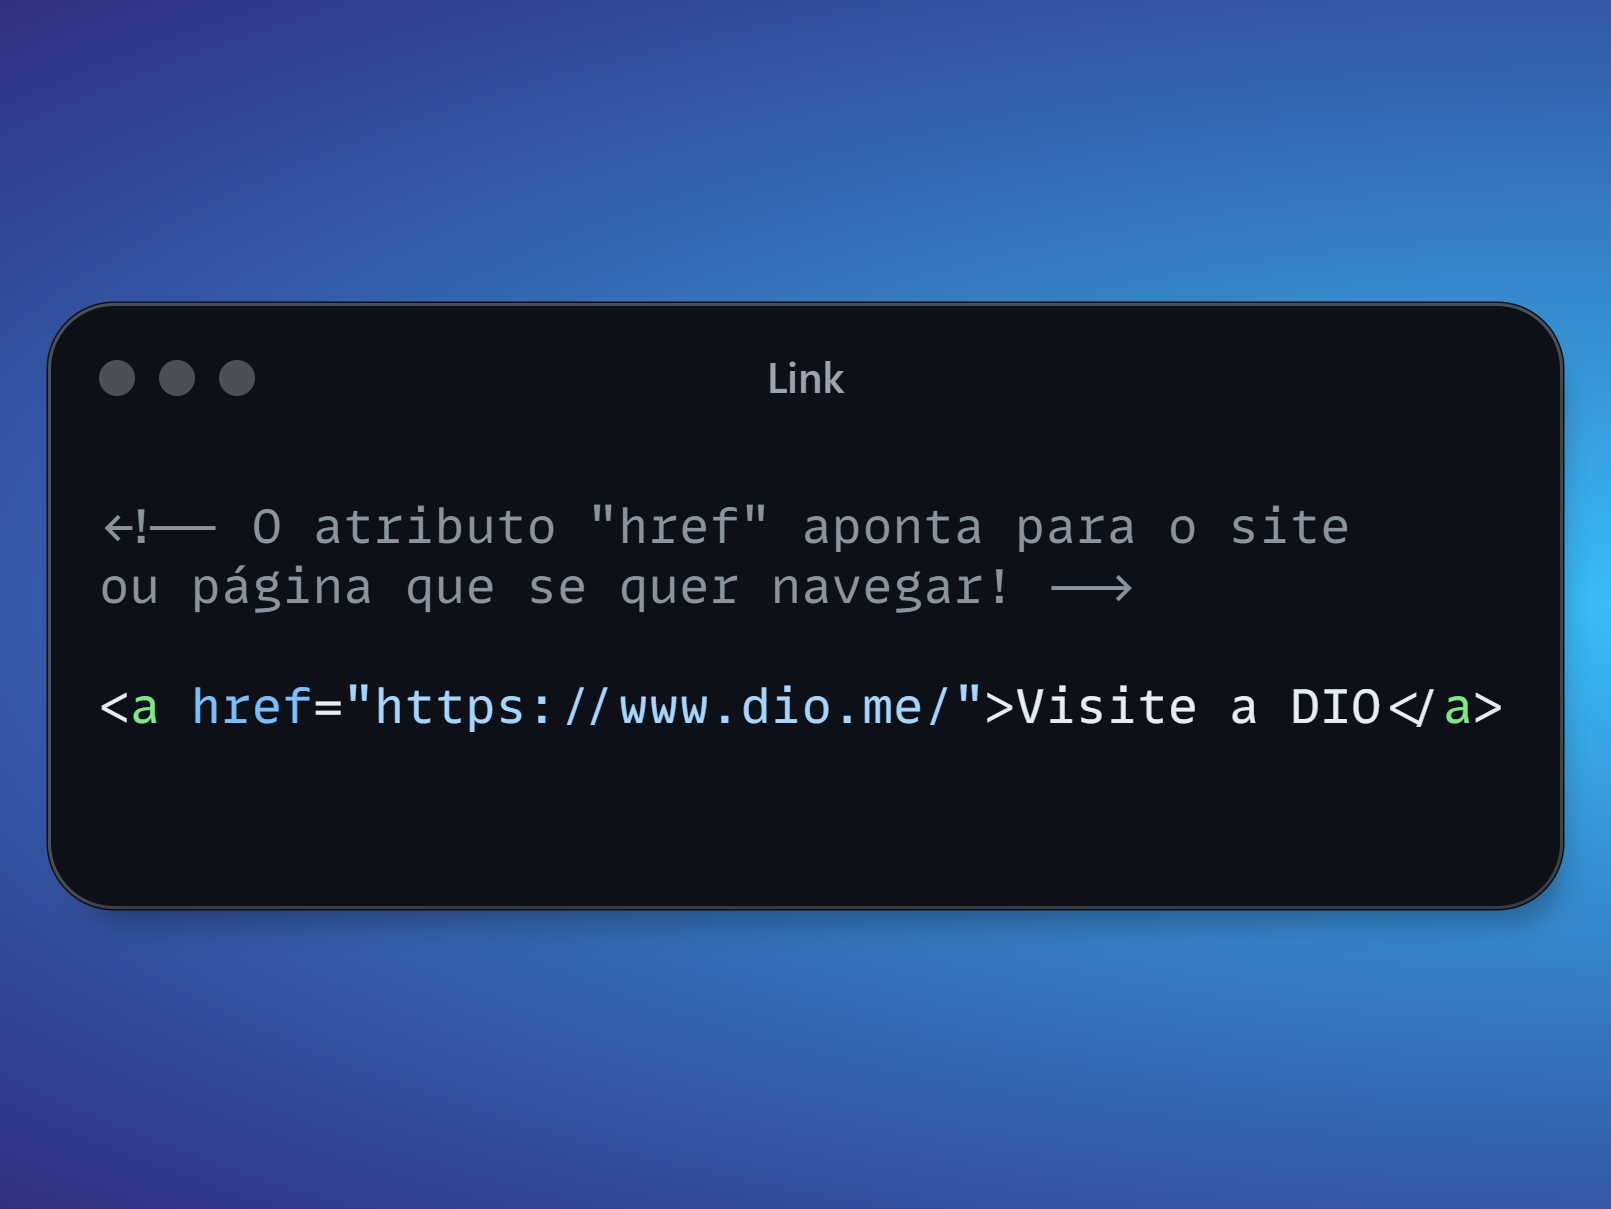 Link
<!-- O atributo "href" aponta para o site
ou página que se quer navegar! -->
<a href="https://www.dio.me/">Visite a DIO</a>